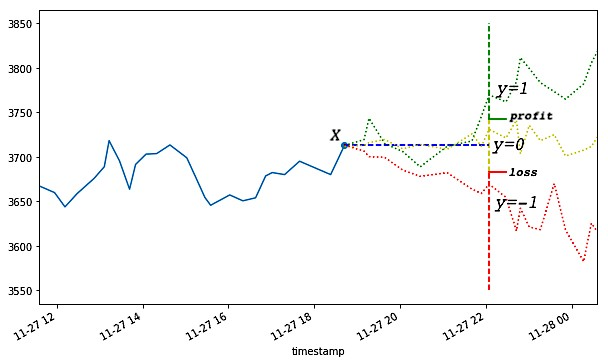 3850
3800
3750
3700
3650
3600
3550
X
y=1
profit
y=0
loss
y=-1
11-27 12
11-27 14
11-27 16
11-27 18
11-27 20
11-27 22
11-28 00
timestamp